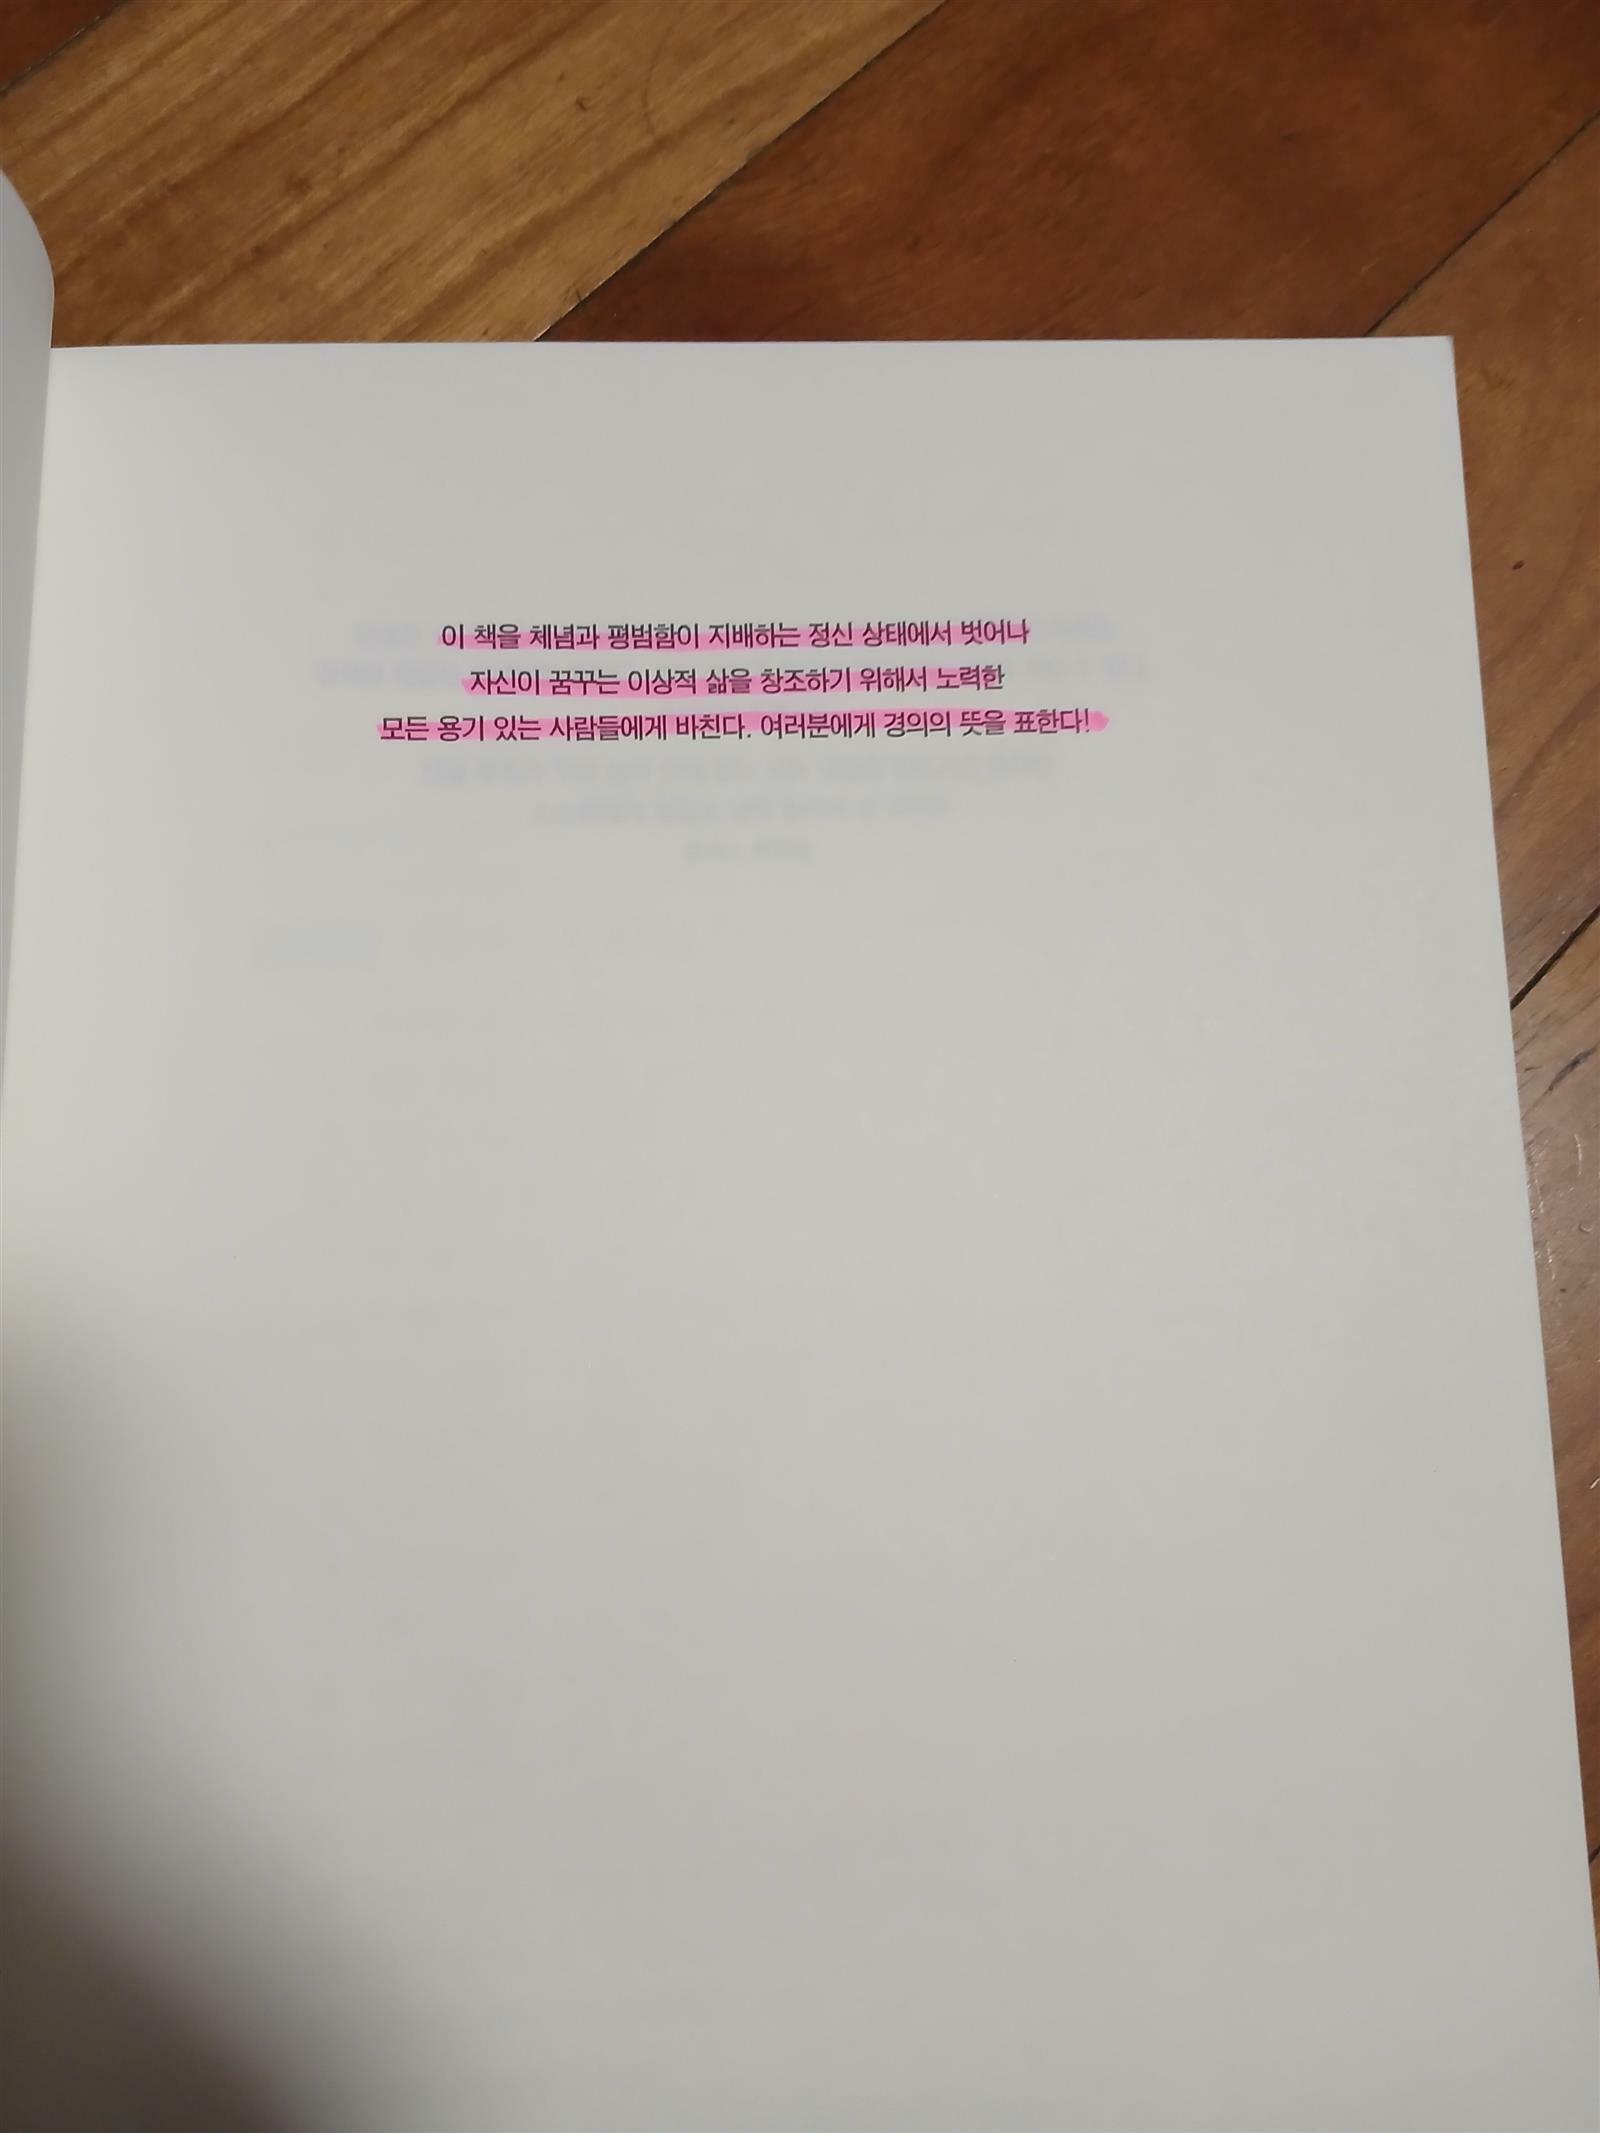 이 책을 체념과 평범함이 지배하는 정신 상태에서 벗어나
자신이 꿈꾸는 이상적 삶을 창조하기 위해서 노력한
모든 용기 있는 사람들에게 바친다. 여러분에게 경의의 뜻을 표한다!